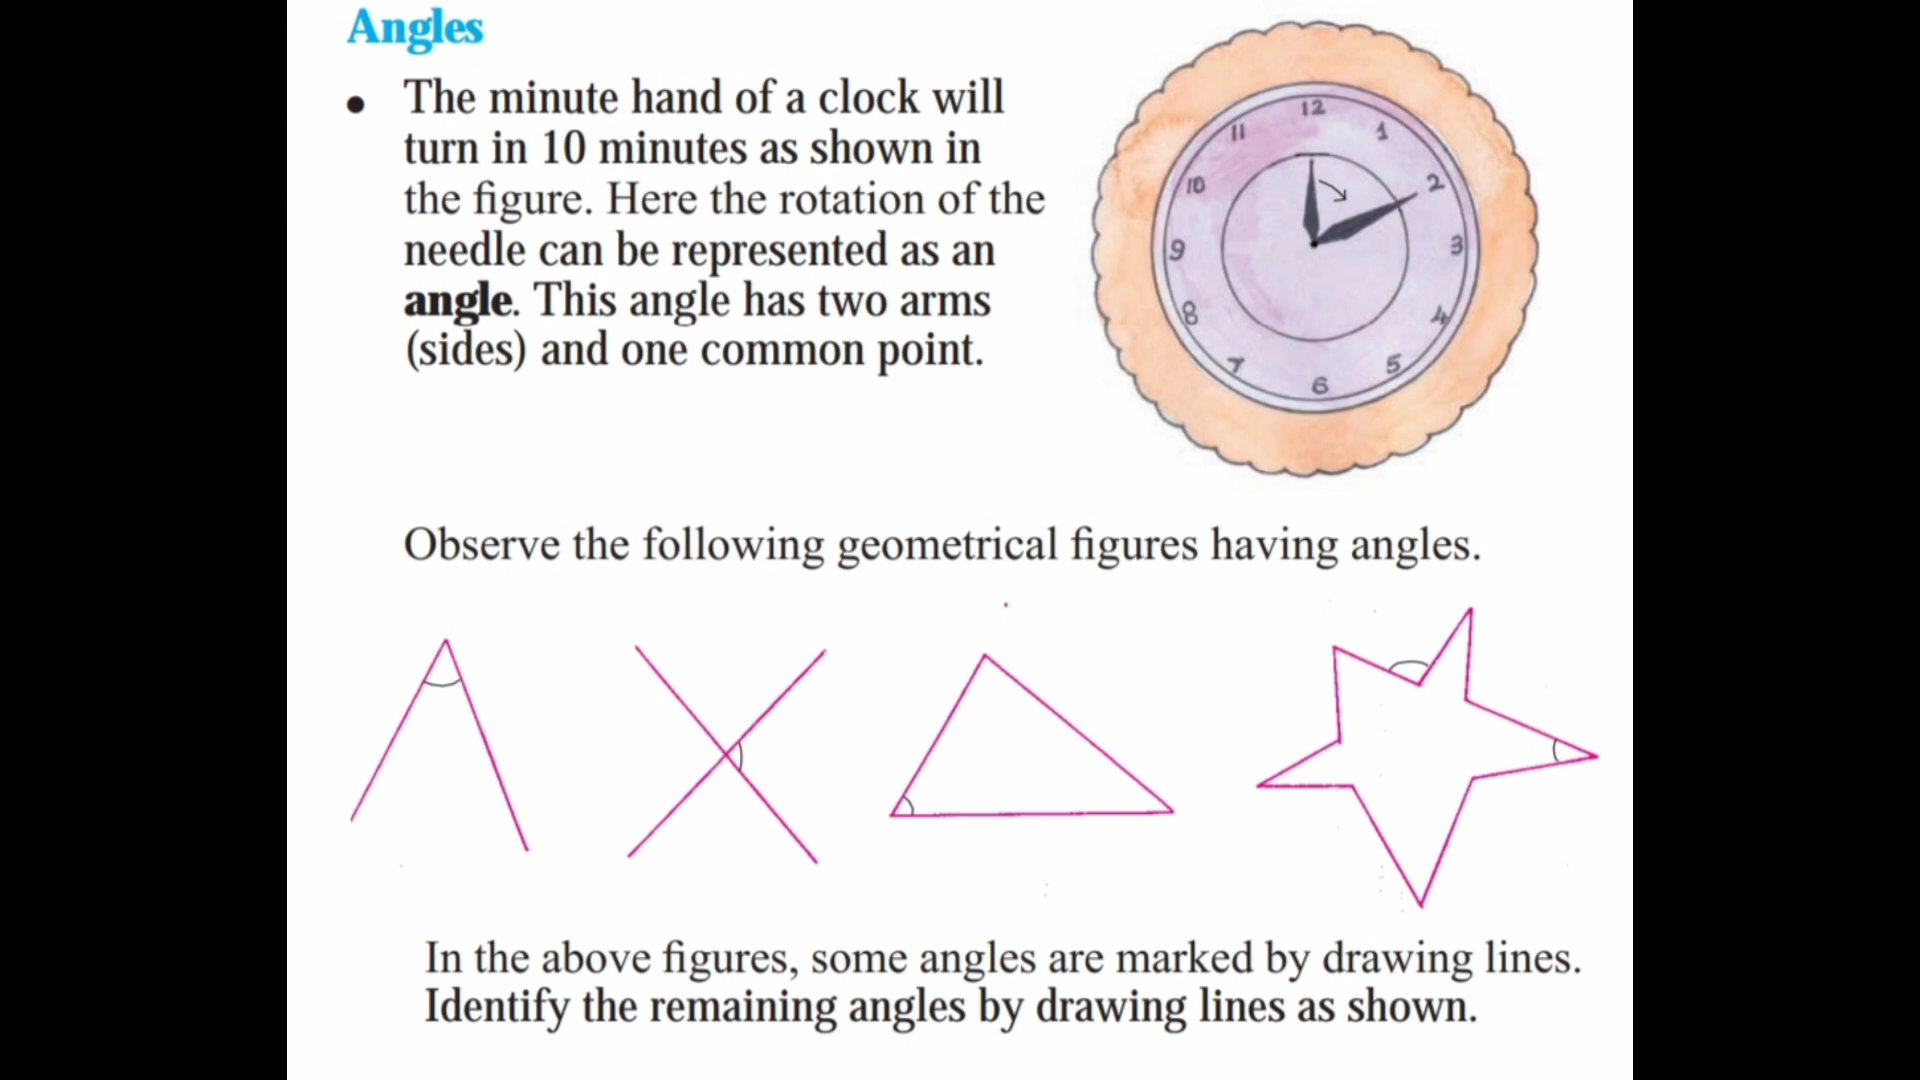 Angles
• The minute hand of a clock will
turn in 10 minutes as shown in
the figure. Here the rotation of the
needle can be represented as an
angle. This angle has two arms
(sides) and one common point.
12
11 1
10 2
9 3
8 4
7 5
6
Observe the following geometrical figures having angles.
In the above figures, some angles are marked by drawing lines.
Identify the remaining angles by drawing lines as shown.